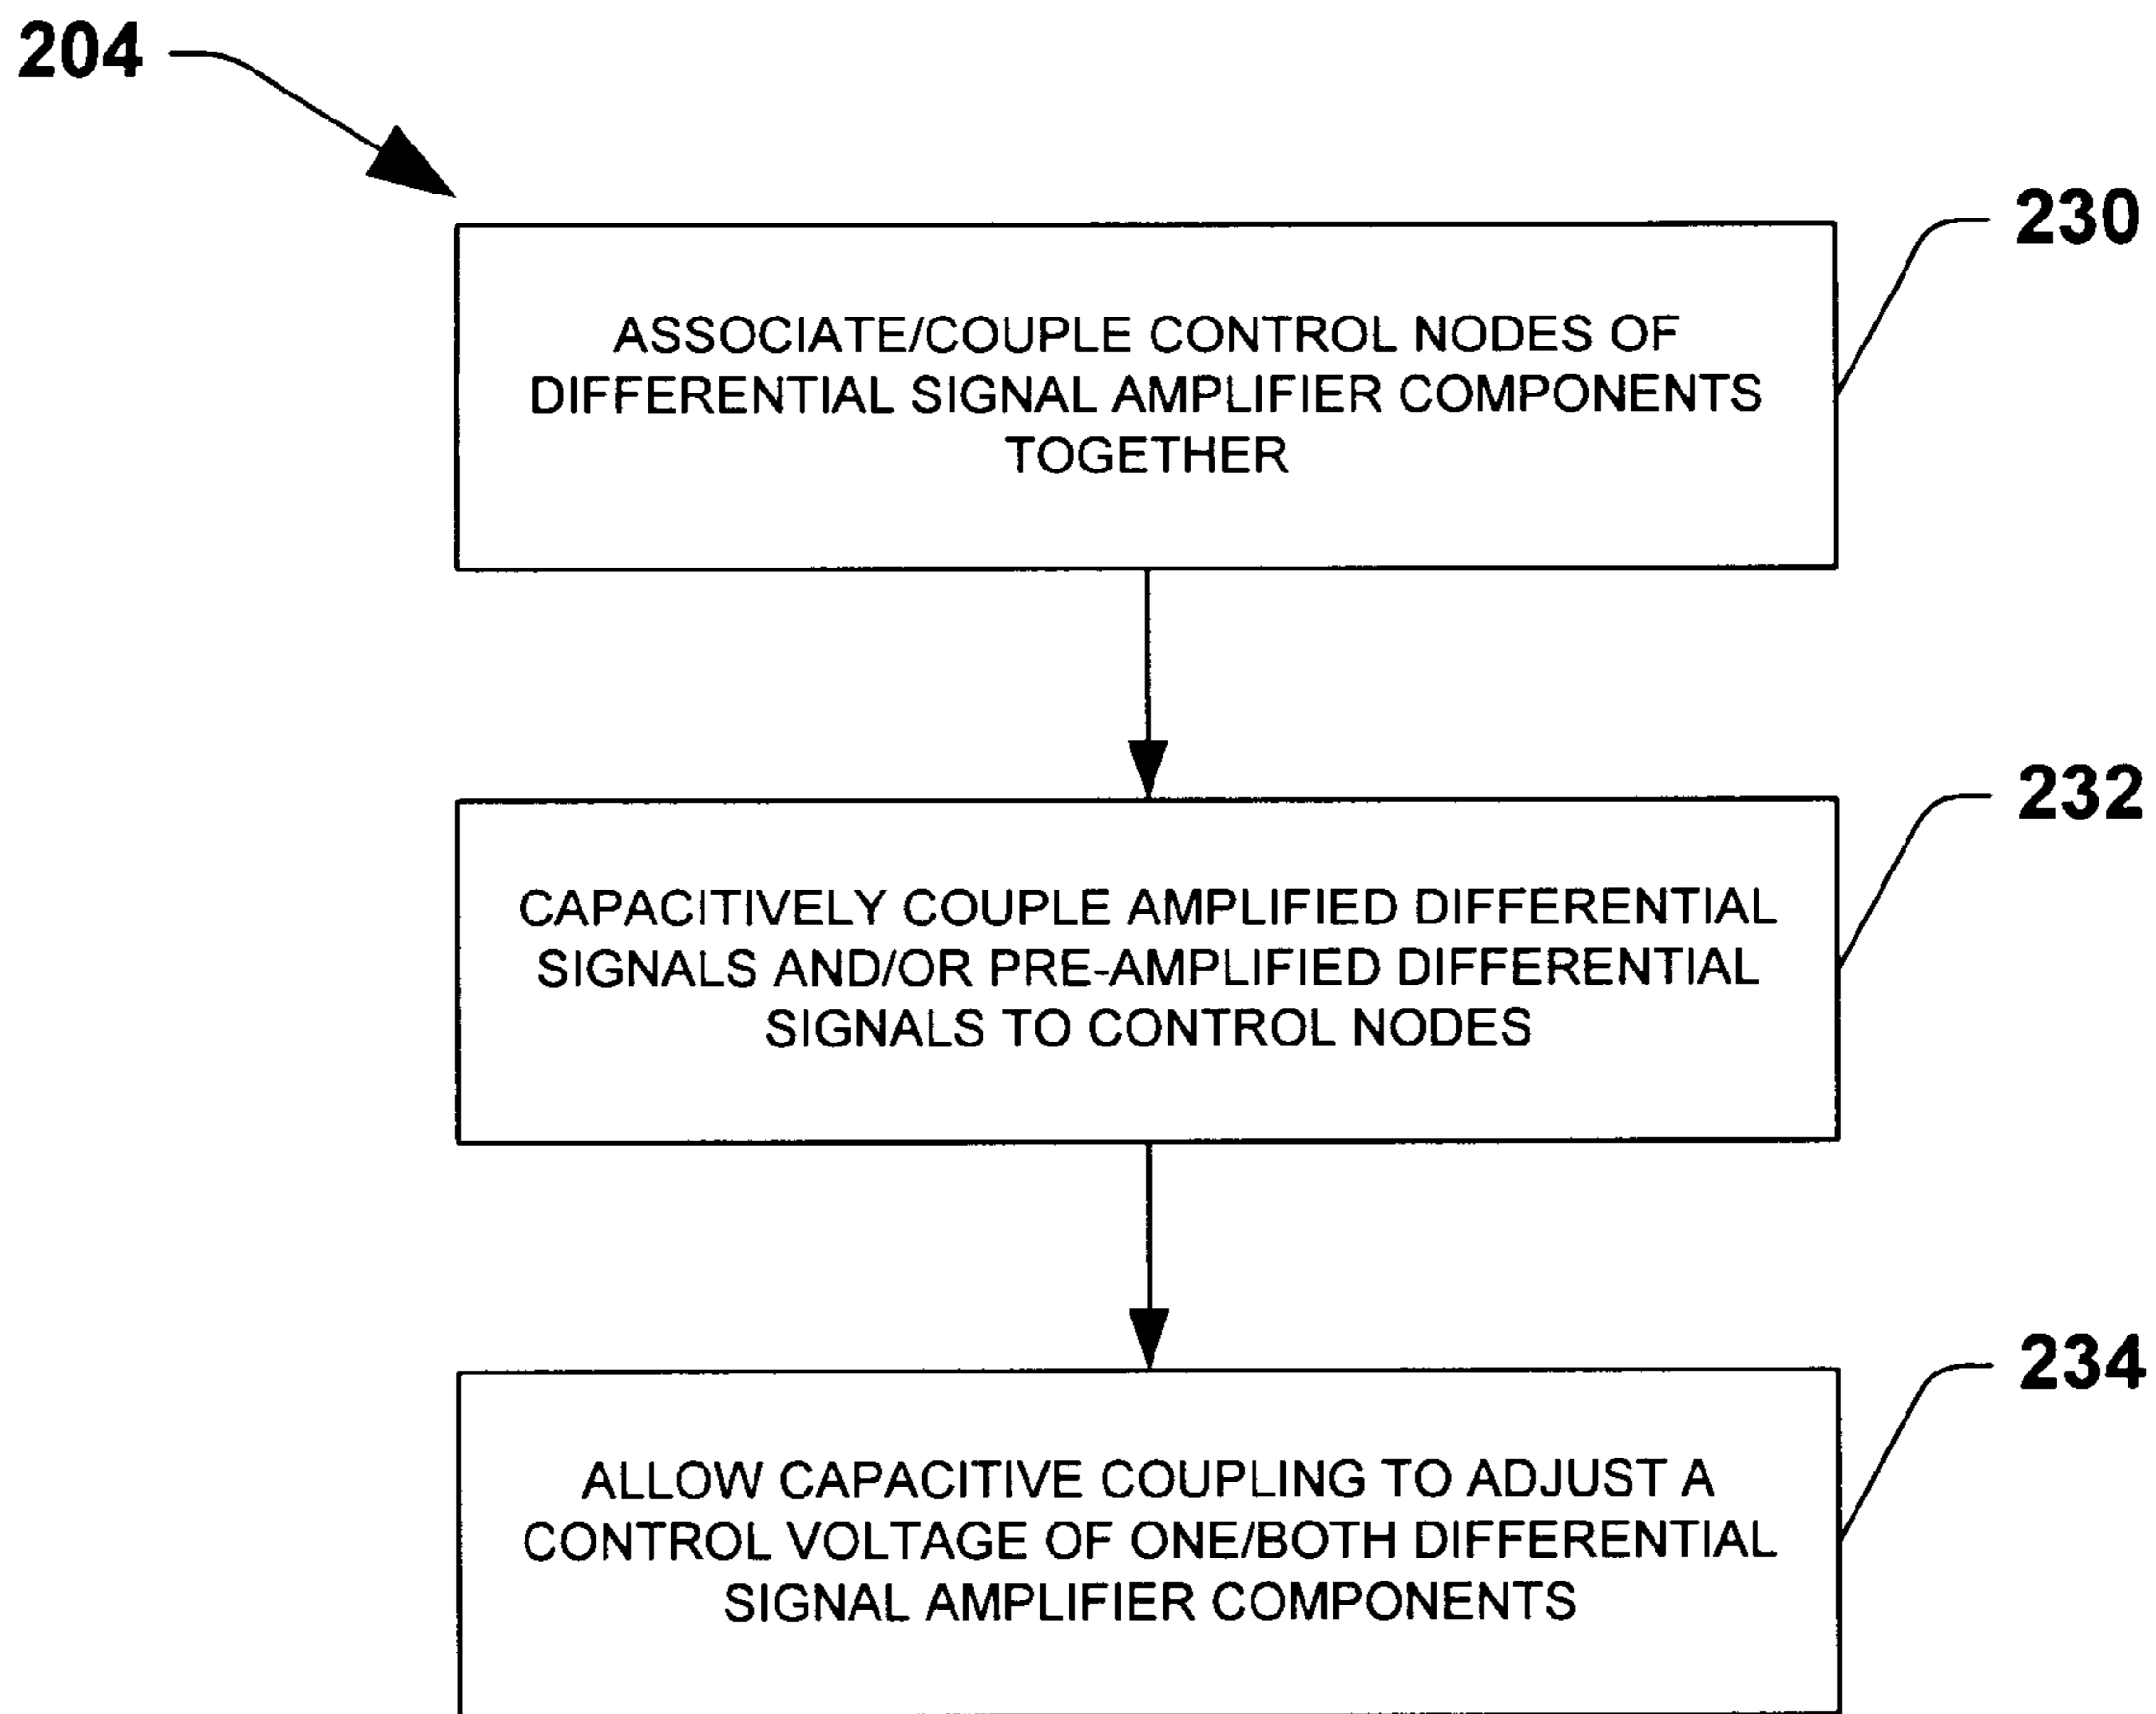 204
230
ASSOCIATE/COUPLE CONTROL NODES OF
DIFFERENTIAL SIGNAL AMPLIFIER COMPONENTS
TOGETHER
232
CAPACITIVELY COUPLE AMPLIFIED DIFFERENTIAL
SIGNALS AND/OR PRE-AMPLIFIED DIFFERENTIAL
SIGNALS TO CONTROL NODES
234
ALLOW CAPACITIVE COUPLING TO ADJUST A
CONTROL VOLTAGE OF ONE/BOTH DIFFERENTIAL
SIGNAL AMPLIFIER COMPONENTS